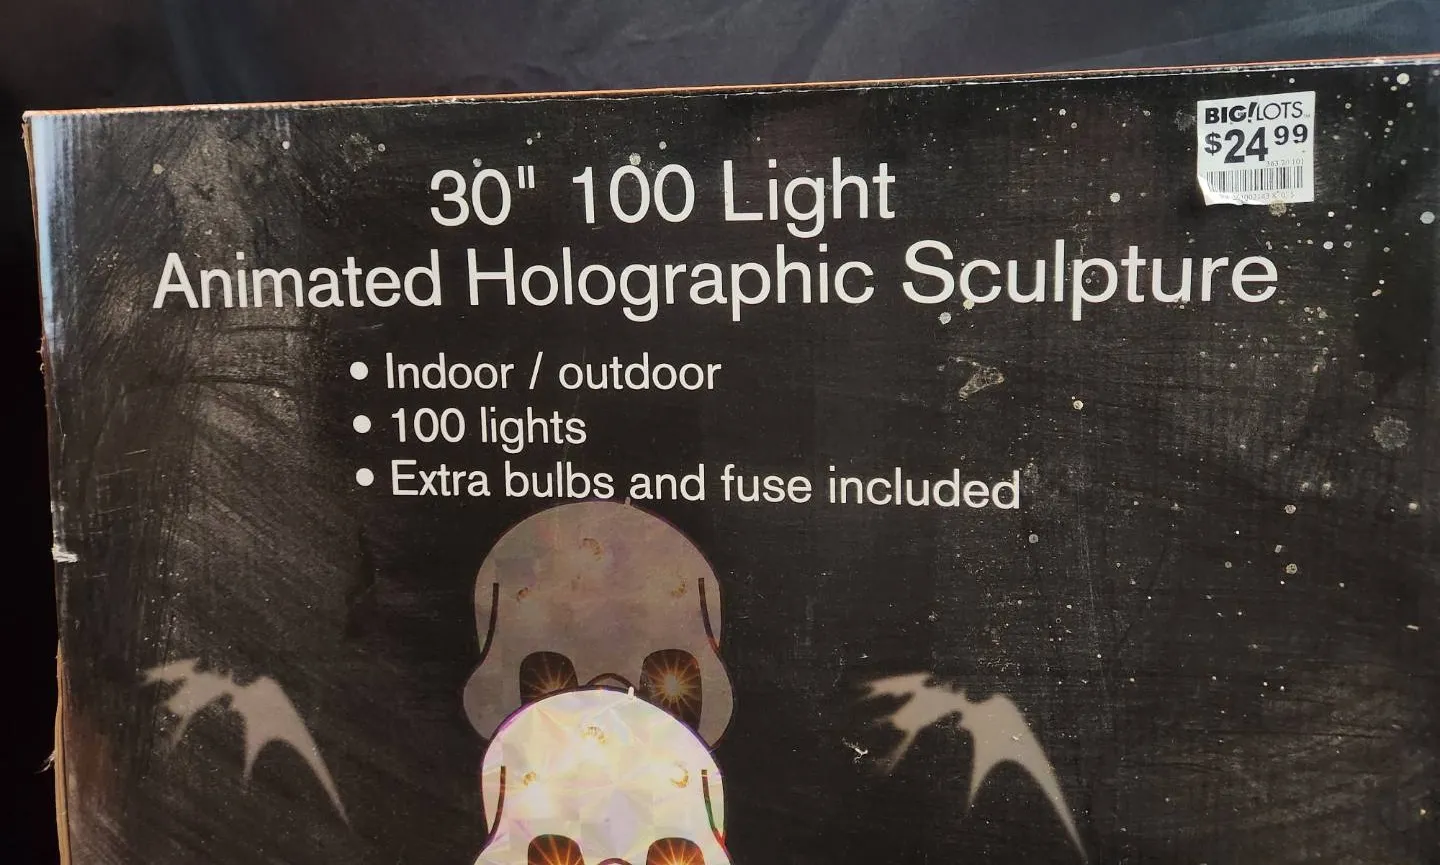 BIG!LOTS
$24.99
30" 100 Light
Animated Holographic Sculpture
• Indoor / outdoor
• 100 lights
• Extra bulbs and fuse included